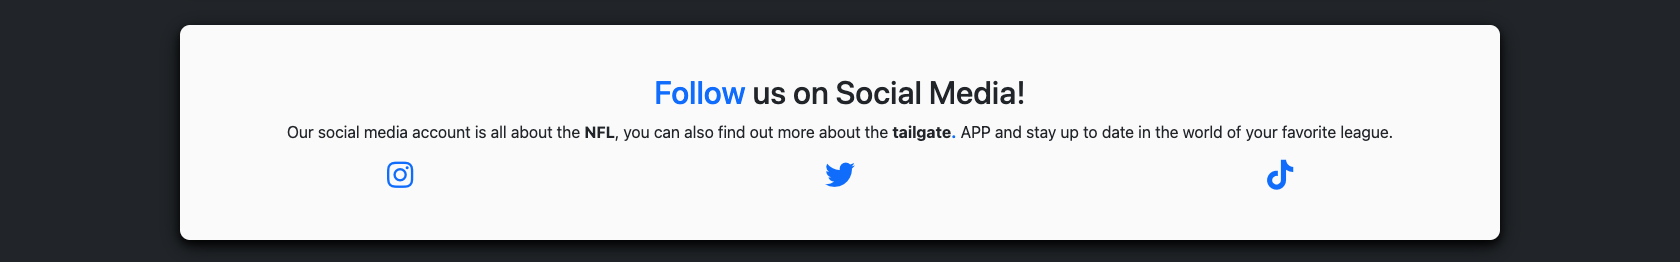 Follow us on Social Media!
Our social media account is all about the NFL, you can also find out more about the tailgate. APP and stay up to date in the world of your favorite league.